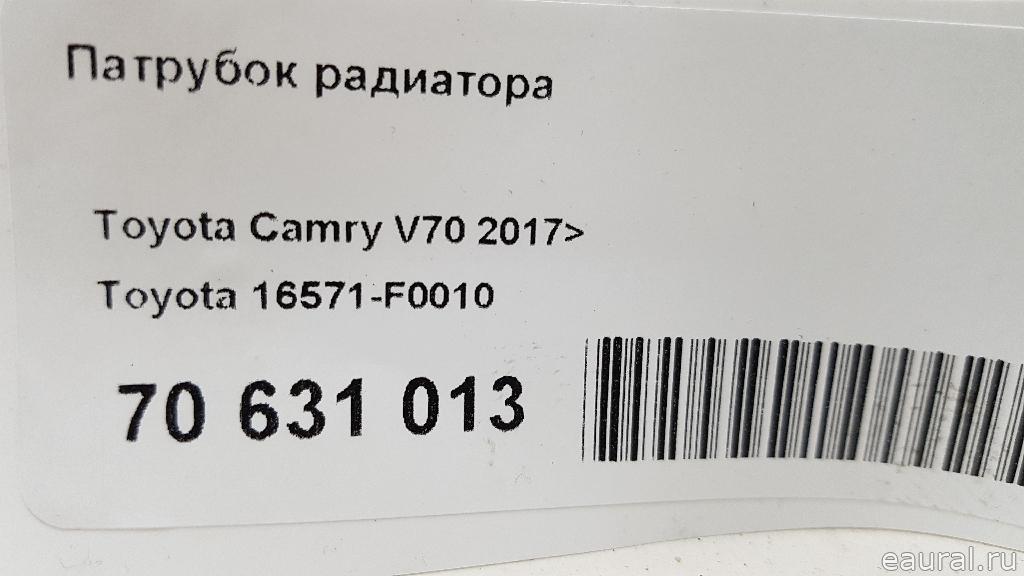 Патрубок радиатора
Toyota Camry V70 2017>
Toyota 16571-F0010
70 631 013
eaural.ru